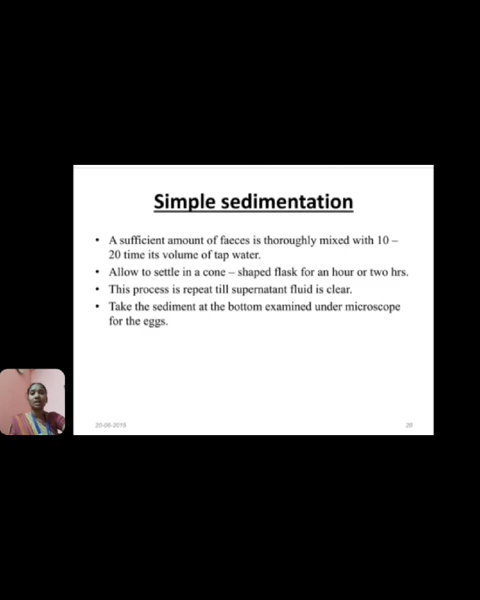 Simple sedimentation
• A sufficient amount of faeces is thoroughly mixed with 10 –
20 time its volume of tap water.
• Allow to settle in a cone – shaped flask for an hour or two hrs.
• This process is repeat till supernatant fluid is clear.
• Take the sediment at the bottom examined under microscope
for the eggs.
20-08-2019
20